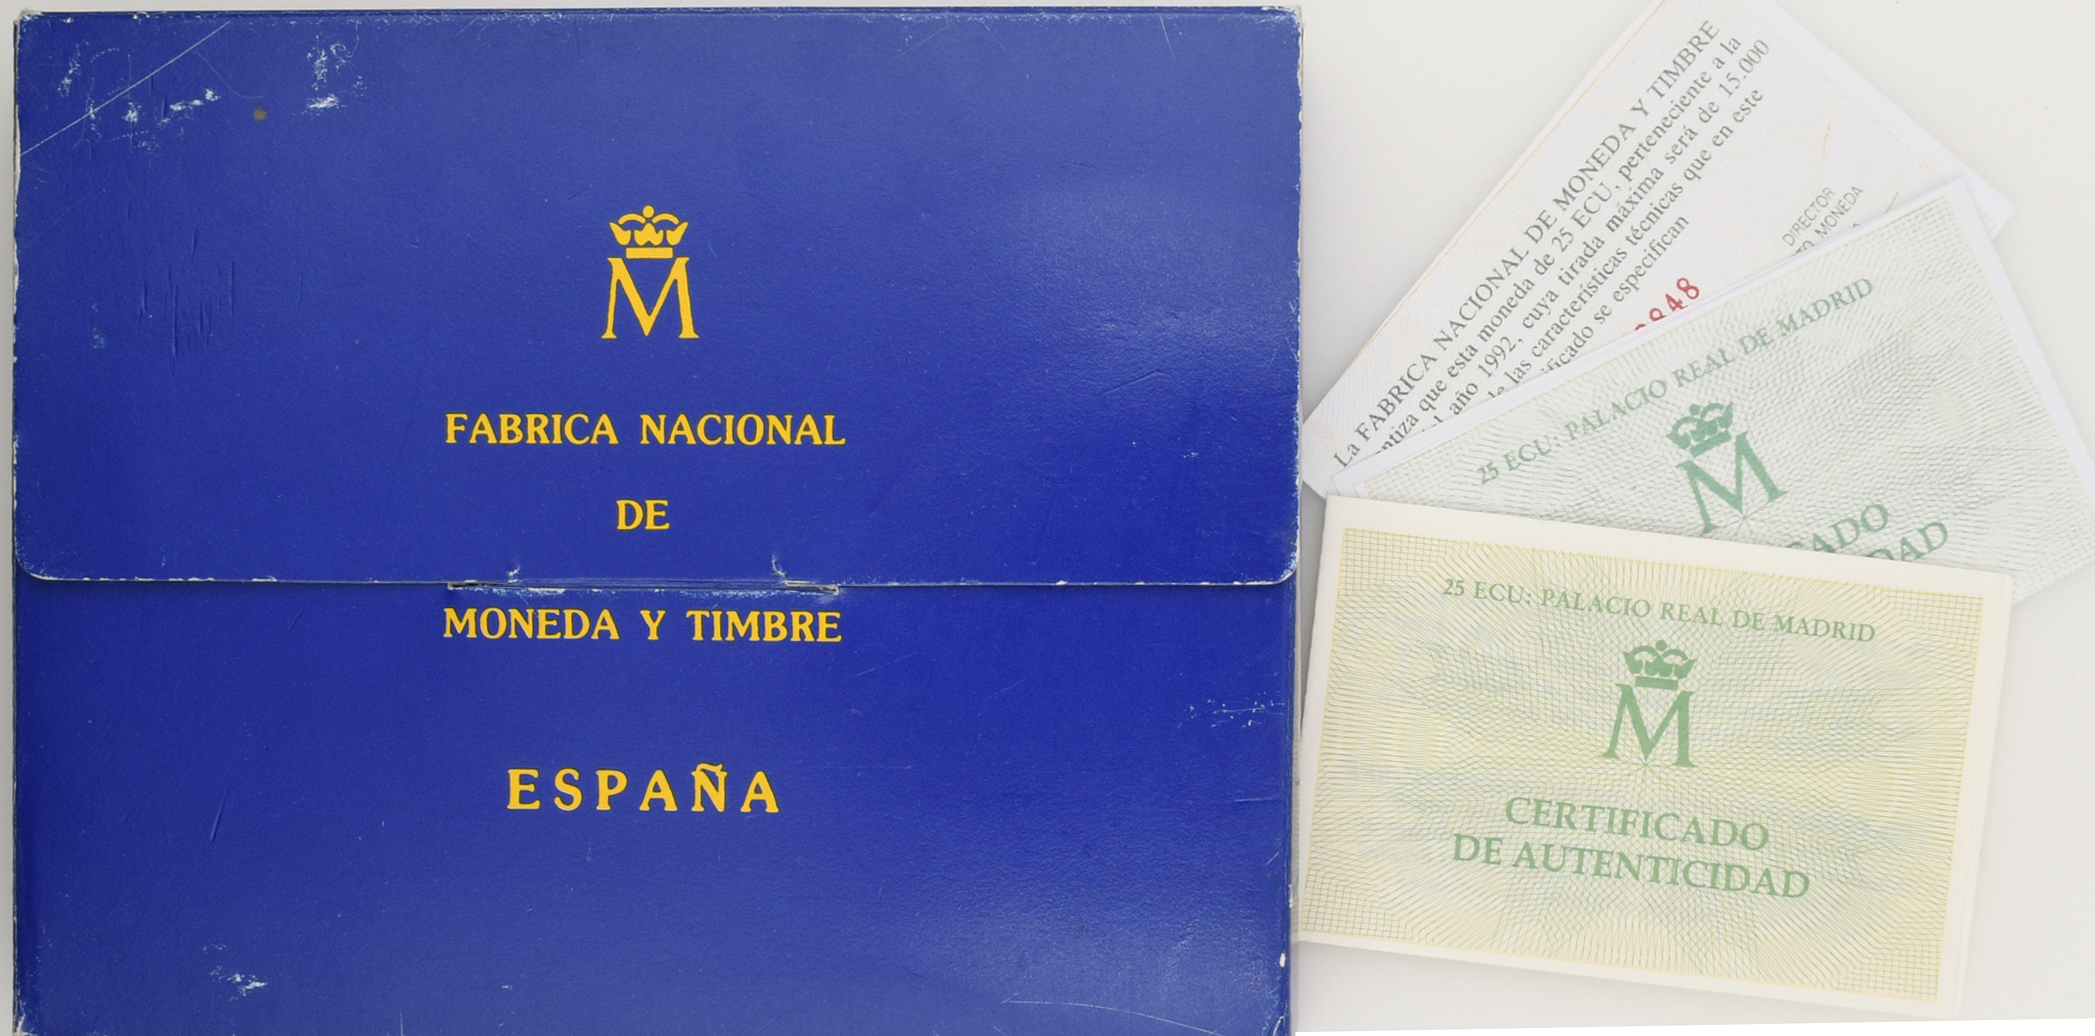 M
FABRICA NACIONAL
DE
MONEDA Y TIMBRE
ESPAÑA
La FABRICA NACIONAL DE MONEDA Y TIMBRE
que esta moneda de 25 ECU, perteneciente a la
año 1992, cuya tirada máxima será de 15.000
las características técnicas que en este
se especifican
DIRECTOR
MONEDA
848
25 ECU: PALACIO REAL DE MADRID
M
25 ECU: PALACIO REAL DE MADRID
M
CERTIFICADO
DE AUTENTICIDAD